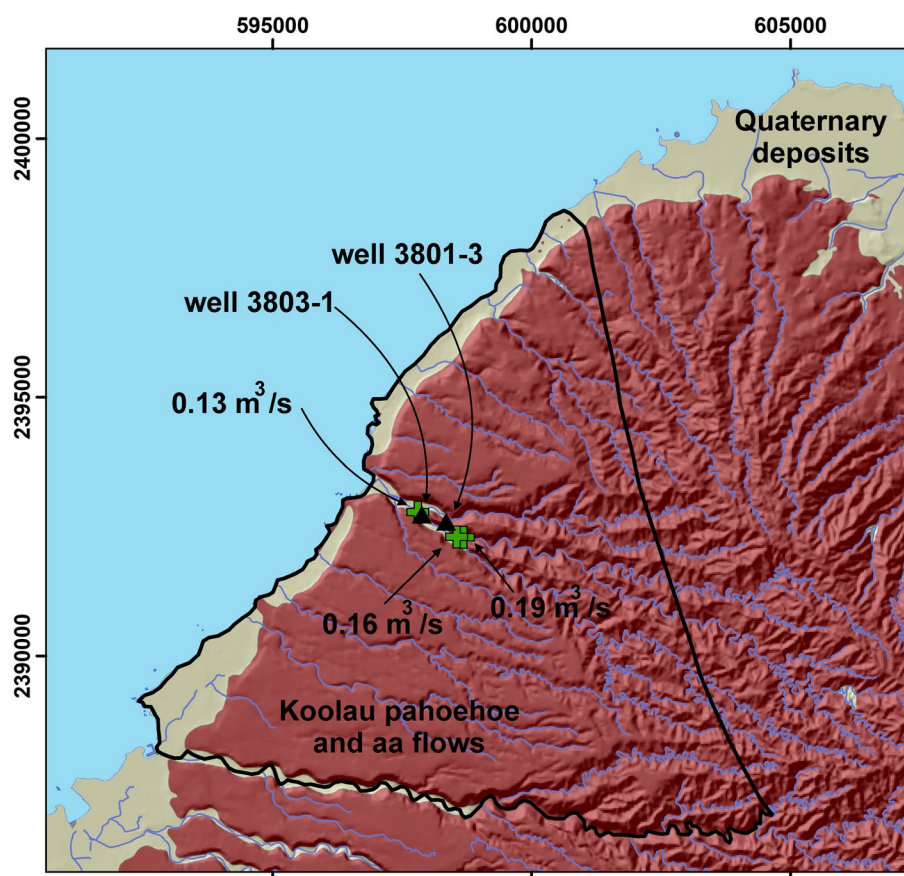 595000
600000
605000
2400000
2395000
2390000
Quaternary
deposits
well 3801-3
well 3803-1
0.13 m³/s
0.16 m³/s
0.19 m³/s
Koolau pahoehoe
and aa flows